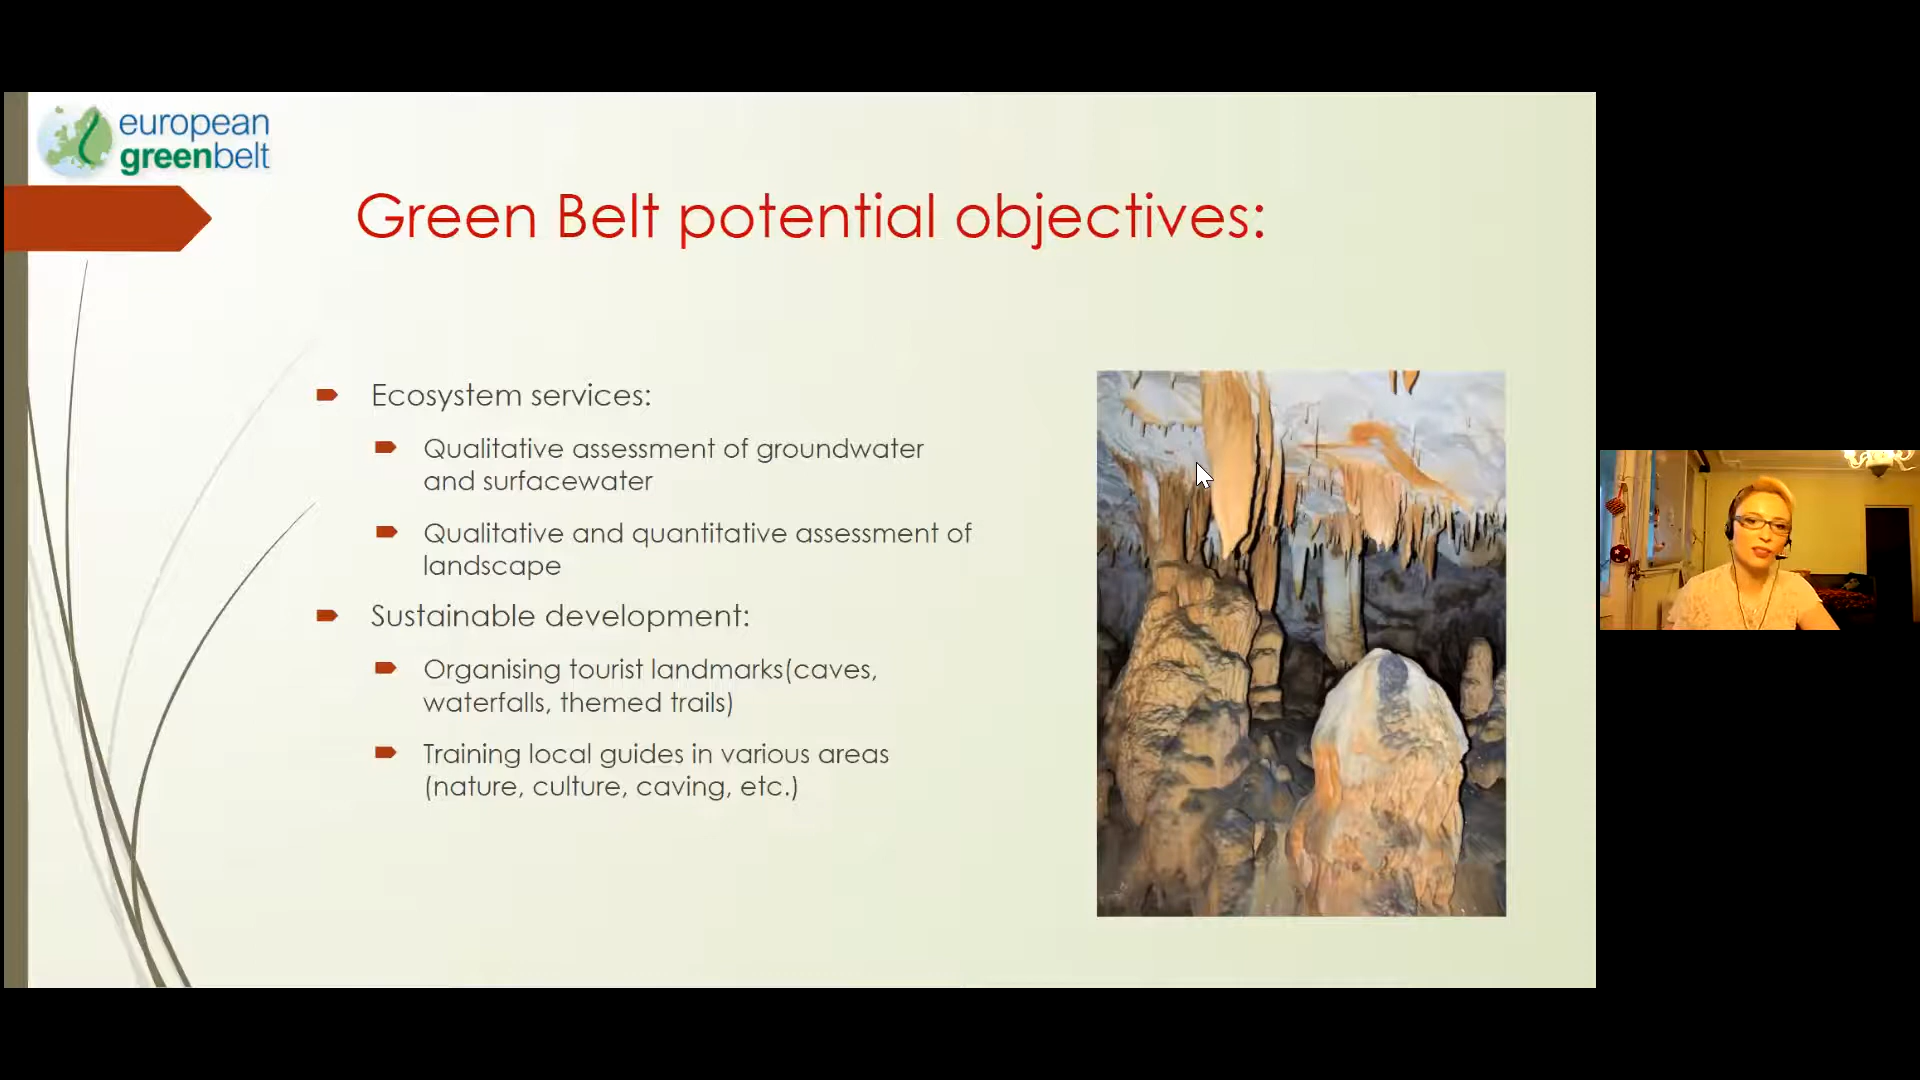 european
greenbelt
Green Belt potential objectives:
Ecosystem services:
Qualitative assessment of groundwater
and surfacewater
Qualitative and quantitative assessment of
landscape
Sustainable development:
Organising tourist landmarks(caves,
waterfalls, themed trails)
Training local guides in various areas
(nature, culture, caving, etc.)